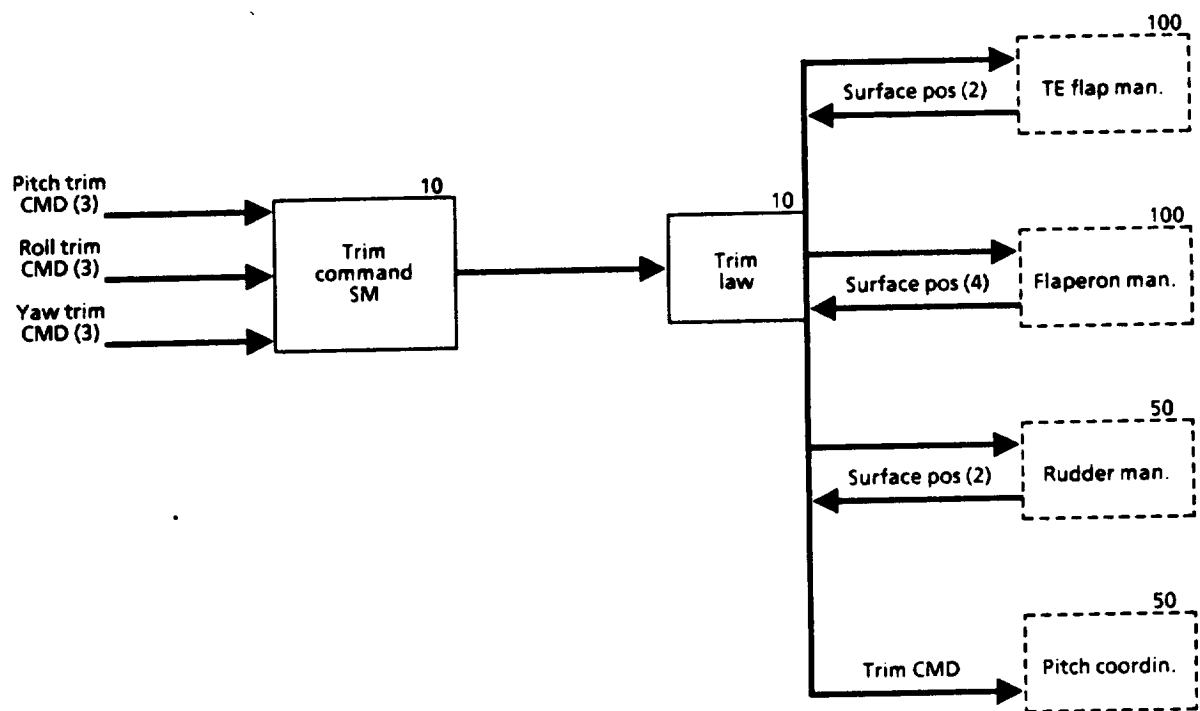 100
TE flap man.
Surface pos (2)
Pitch trim
CMD (3)
Roll trim
CMD (3)
Yaw trim
CMD (3)
10
Trim
command
SM
10
Trim
law
100
Flaperon man.
Surface pos (4)
50
Rudder man.
Surface pos (2)
50
Pitch coordin.
Trim CMD